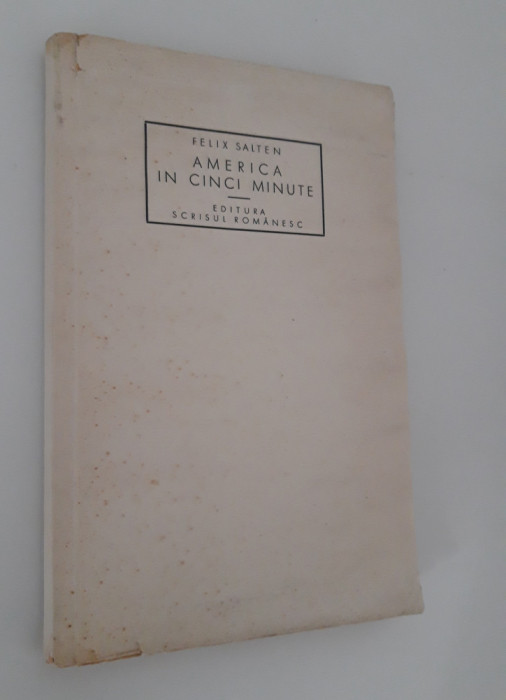 FELIX SALTEN
AMERICA
IN CINCI MINUTE
EDITURA
SCRISUL ROMÂNESC